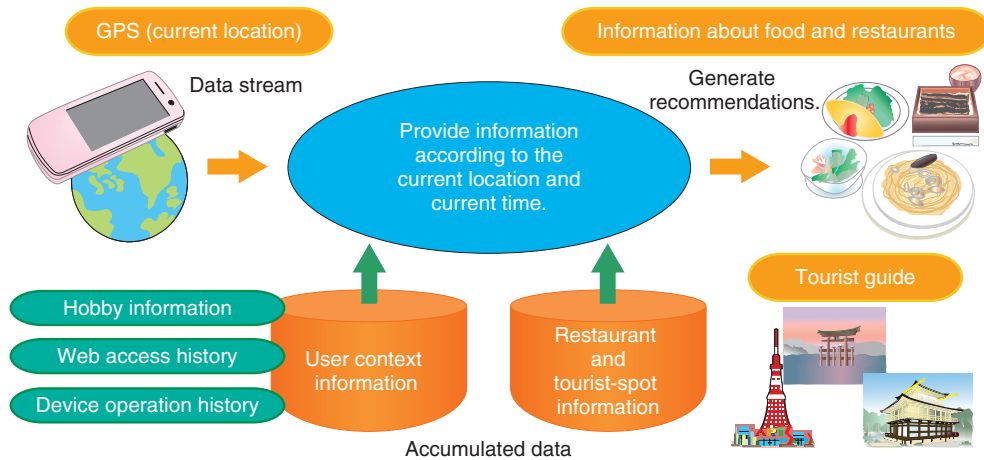 GPS (current location)
Information about food and restaurants
Data stream
Generate
recommendations.
Provide information
according to the
current location and
current time.
Tourist guide
Hobby information
Web access history
Device operation history
User context
information
Restaurant
and
tourist-spot
information
Accumulated data